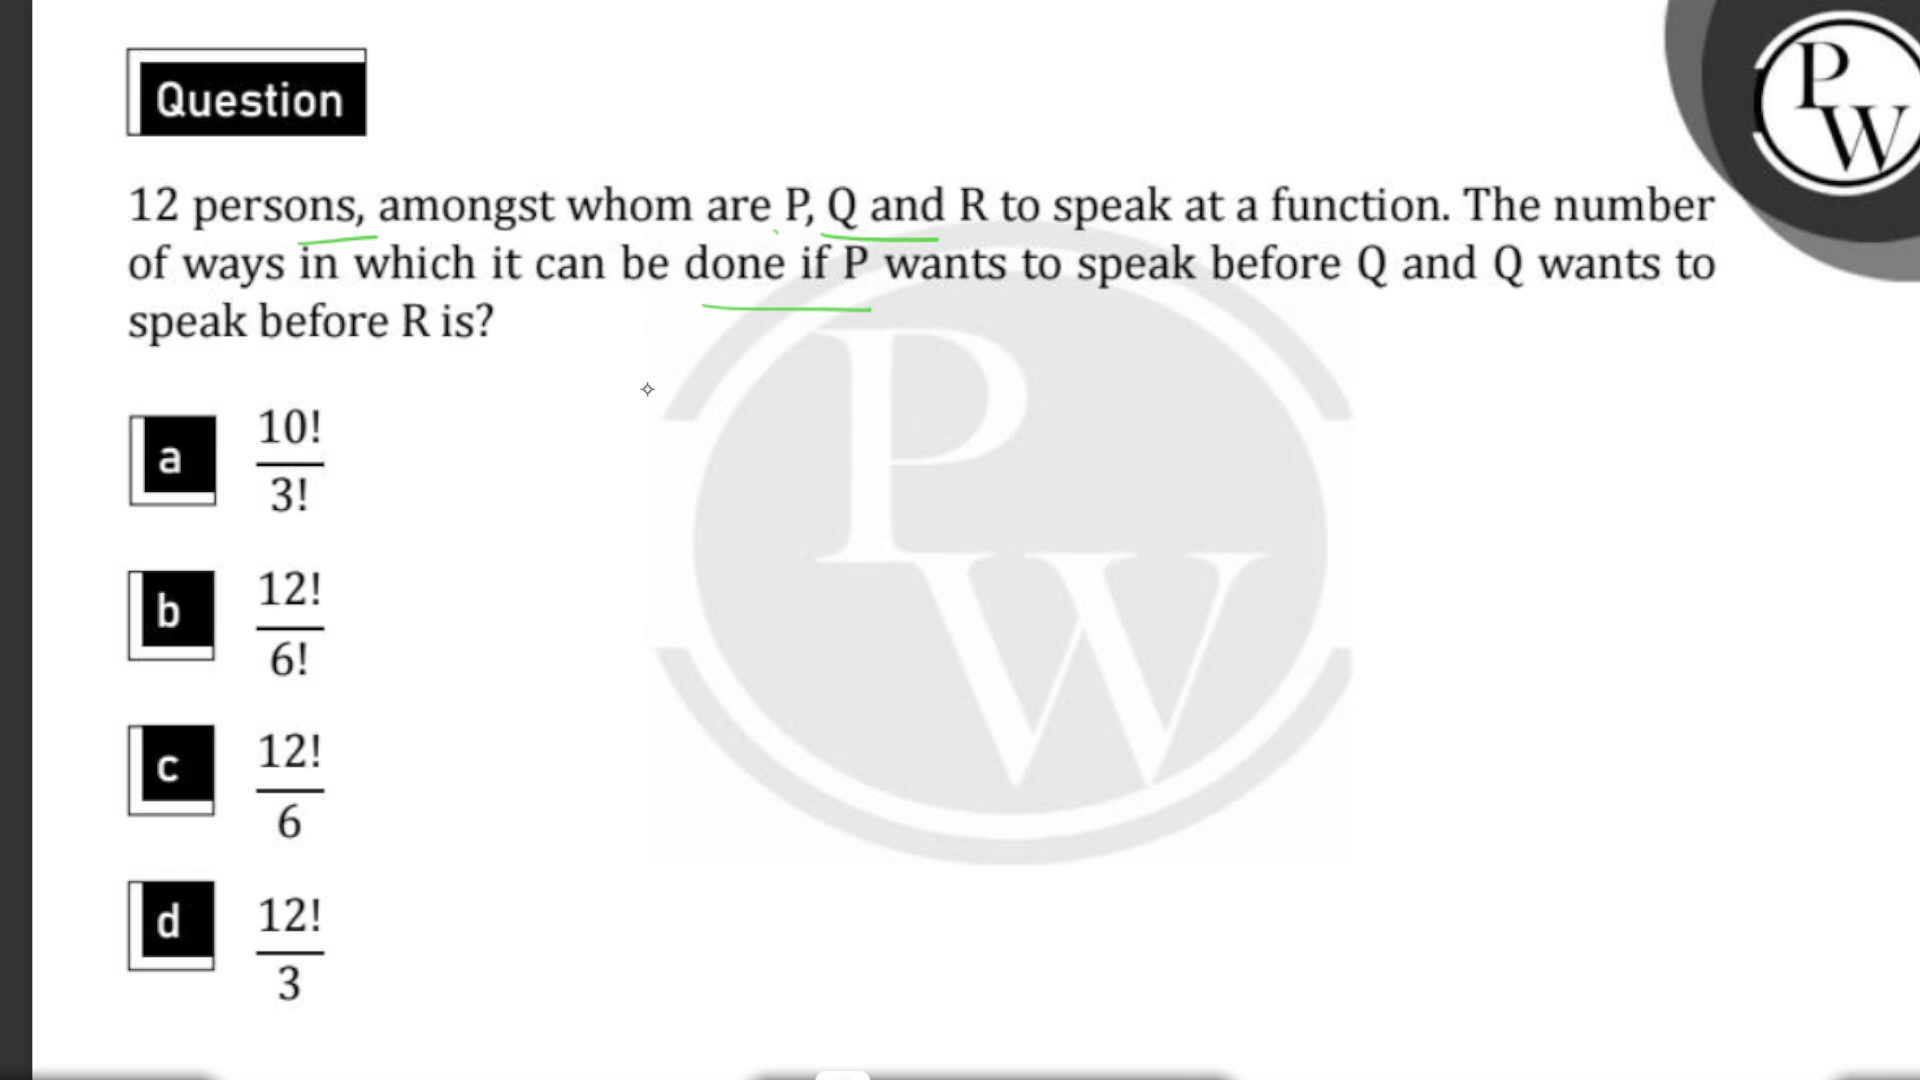 Question
P
W
12 persons, amongst whom are P, Q and R to speak at a function. The number
of ways in which it can be done if P wants to speak before Q and Q wants to
speak before R is?
a 10!
3!
b 12!
6!
c 12!
6
d 12!
3
P
W